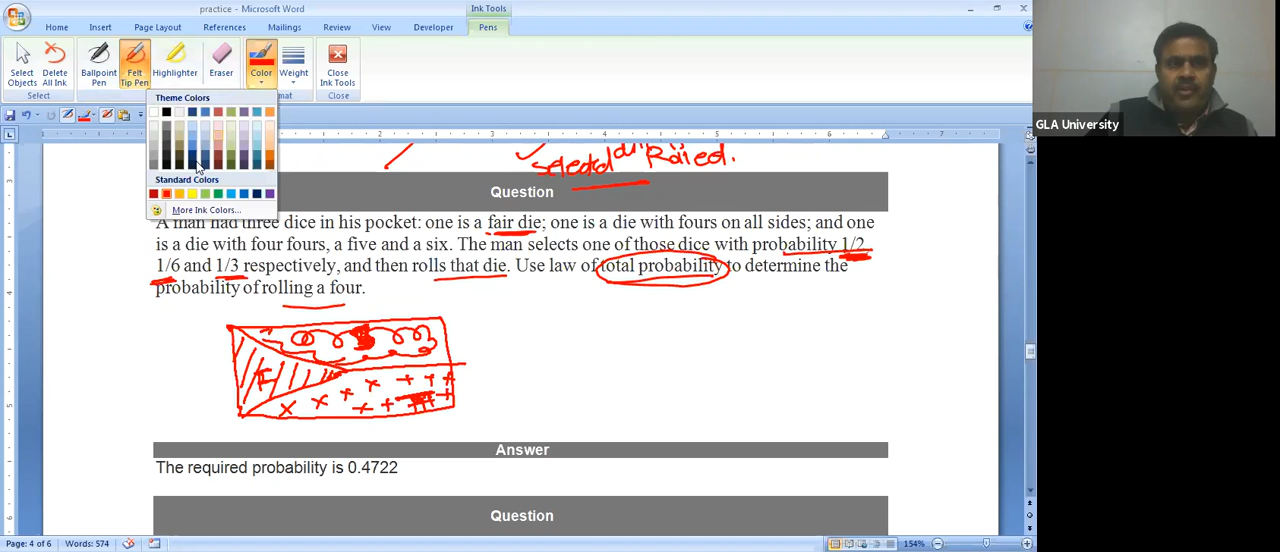 practice - Microsoft Word
Ink Tools
Home Insert Page Layout References Mailings Review View Developer Pens
Select Objects
Delete All Ink
Ballpoint Pen
Felt Tip Pen
Highlighter
Eraser
Color
Weight
Close Ink Tools
Select
mat
Close
Theme Colors
Standard Colors
More Ink Colors...
GLA University
selected Rolled.
Question
A man had three dice in his pocket: one is a fair die; one is a die with fours on all sides; and one
is a die with four fours, a five and a six. The man selects one of those dice with probability 1/2
1/6 and 1/3 respectively, and then rolls that die. Use law of total probability to determine the
probability of rolling a four.
Answer
The required probability is 0.4722
Question
Page: 4 of 6 Words: 574 154%